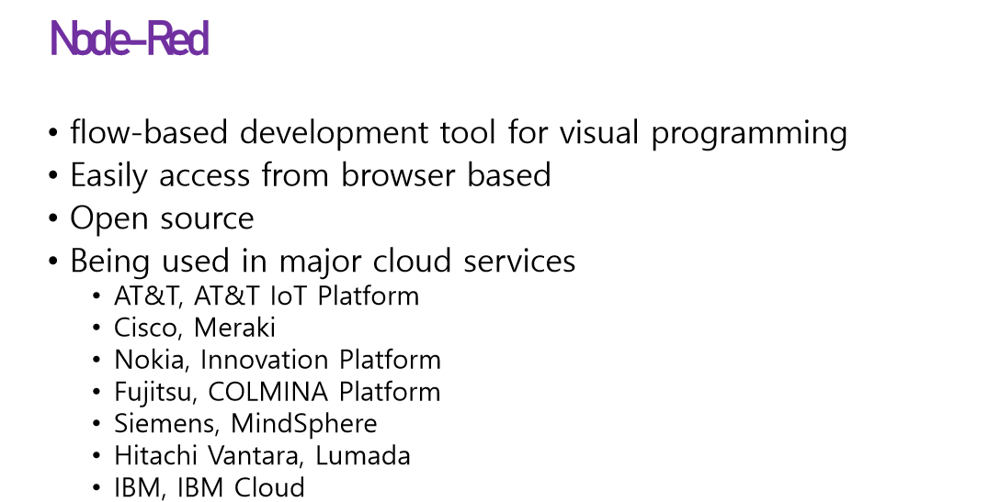 Node-Red
• flow-based development tool for visual programming
• Easily access from browser based
• Open source
• Being used in major cloud services
• AT&T, AT&T IoT Platform
• Cisco, Meraki
• Nokia, Innovation Platform
• Fujitsu, COLMINA Platform
• Siemens, MindSphere
• Hitachi Vantara, Lumada
• IBM, IBM Cloud